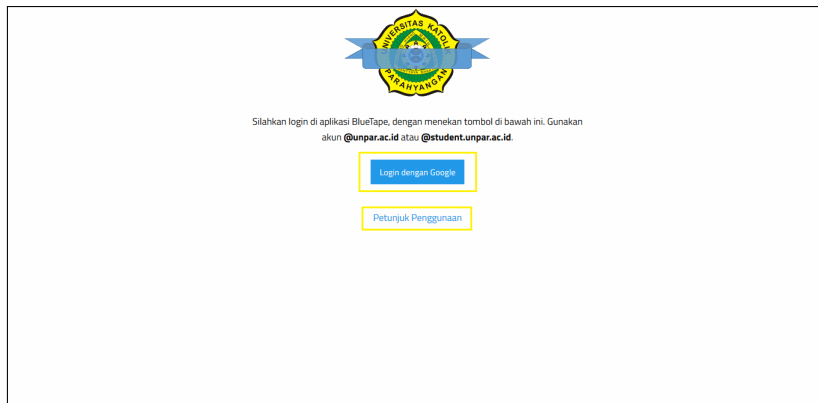 UNIVERSITAS KATOLIK
PARAHYANGAN
Silahkan login di aplikasi BlueTape, dengan menekan tombol di bawah ini. Gunakan
akun @unpar.ac.id atau @student.unpar.ac.id.
Login dengan Google
Petunjuk Penggunaan